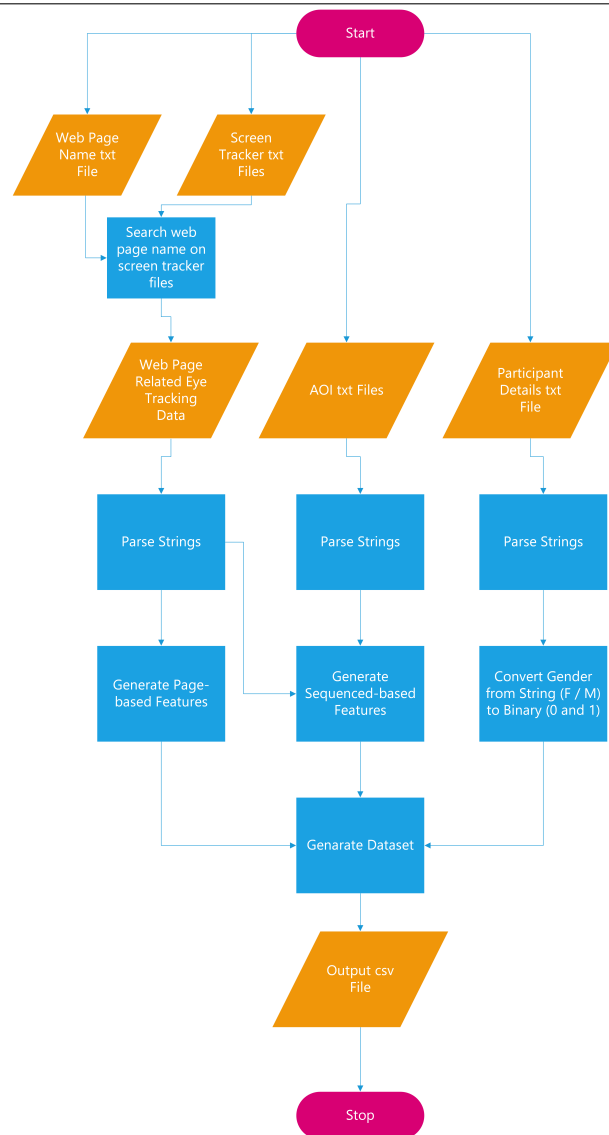 Start
Web Page
Name txt
File
Screen
Tracker txt
Files
Search web
page name on
screen tracker
files
Web Page
Related Eye
Tracking
Data
AOI txt Files
Participant
Details txt
File
Parse Strings
Parse Strings
Parse Strings
Generate Page-
based Features
Generate
Sequenced-based
Features
Convert Gender
from String (F / M)
to Binary (0 and 1)
Genarate Dataset
Output csv
File
Stop